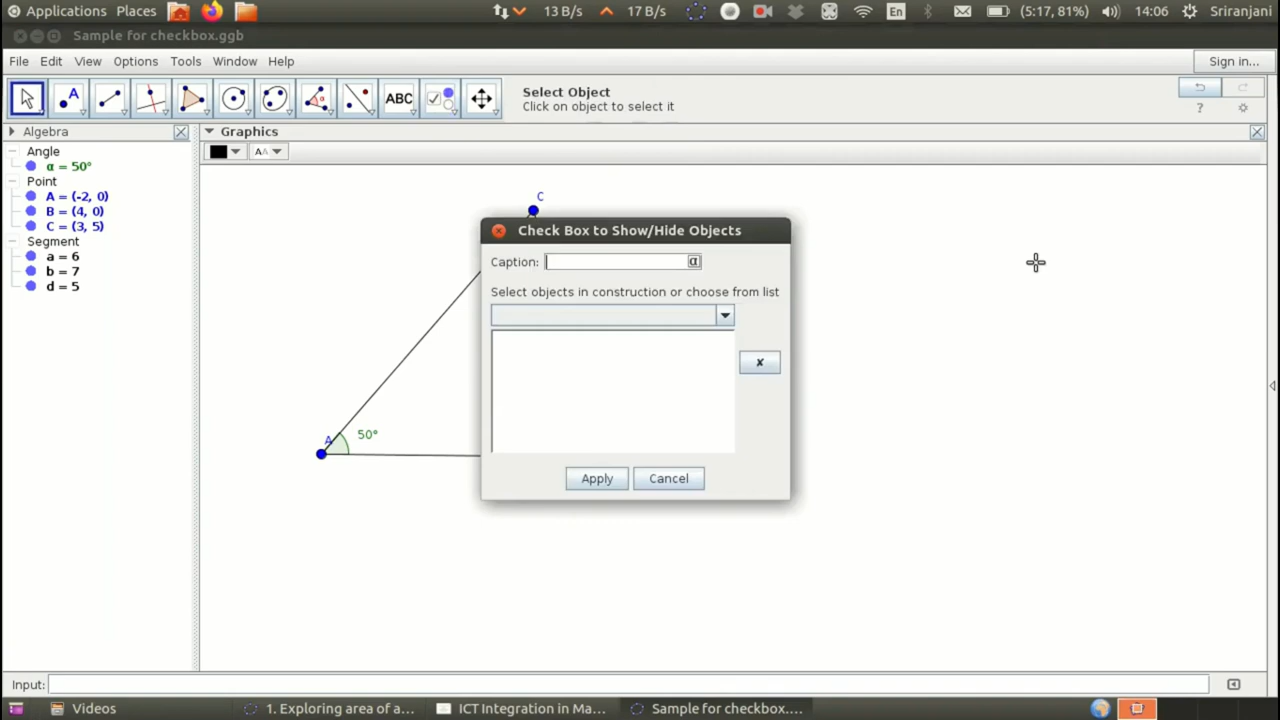 Applications Places 13 B/s 17 B/s En (5:17, 81%) 14:06 Sriranjani
Sample for checkbox.ggb
File Edit View Options Tools Window Help Sign in...
A ABC Select Object
Click on object to select it
?
Algebra Graphics
AA
Angle
α = 50°
Point
A = (-2, 0)
B = (4, 0)
C = (3, 5)
Segment
a = 6
b = 7
d = 5
C
A
50°
Check Box to Show/Hide Objects
Caption: α
Select objects in construction or choose from list
✘
Apply Cancel
Input:
Videos 1. Exploring area of a... ICT Integration in Ma... Sample for checkbox....